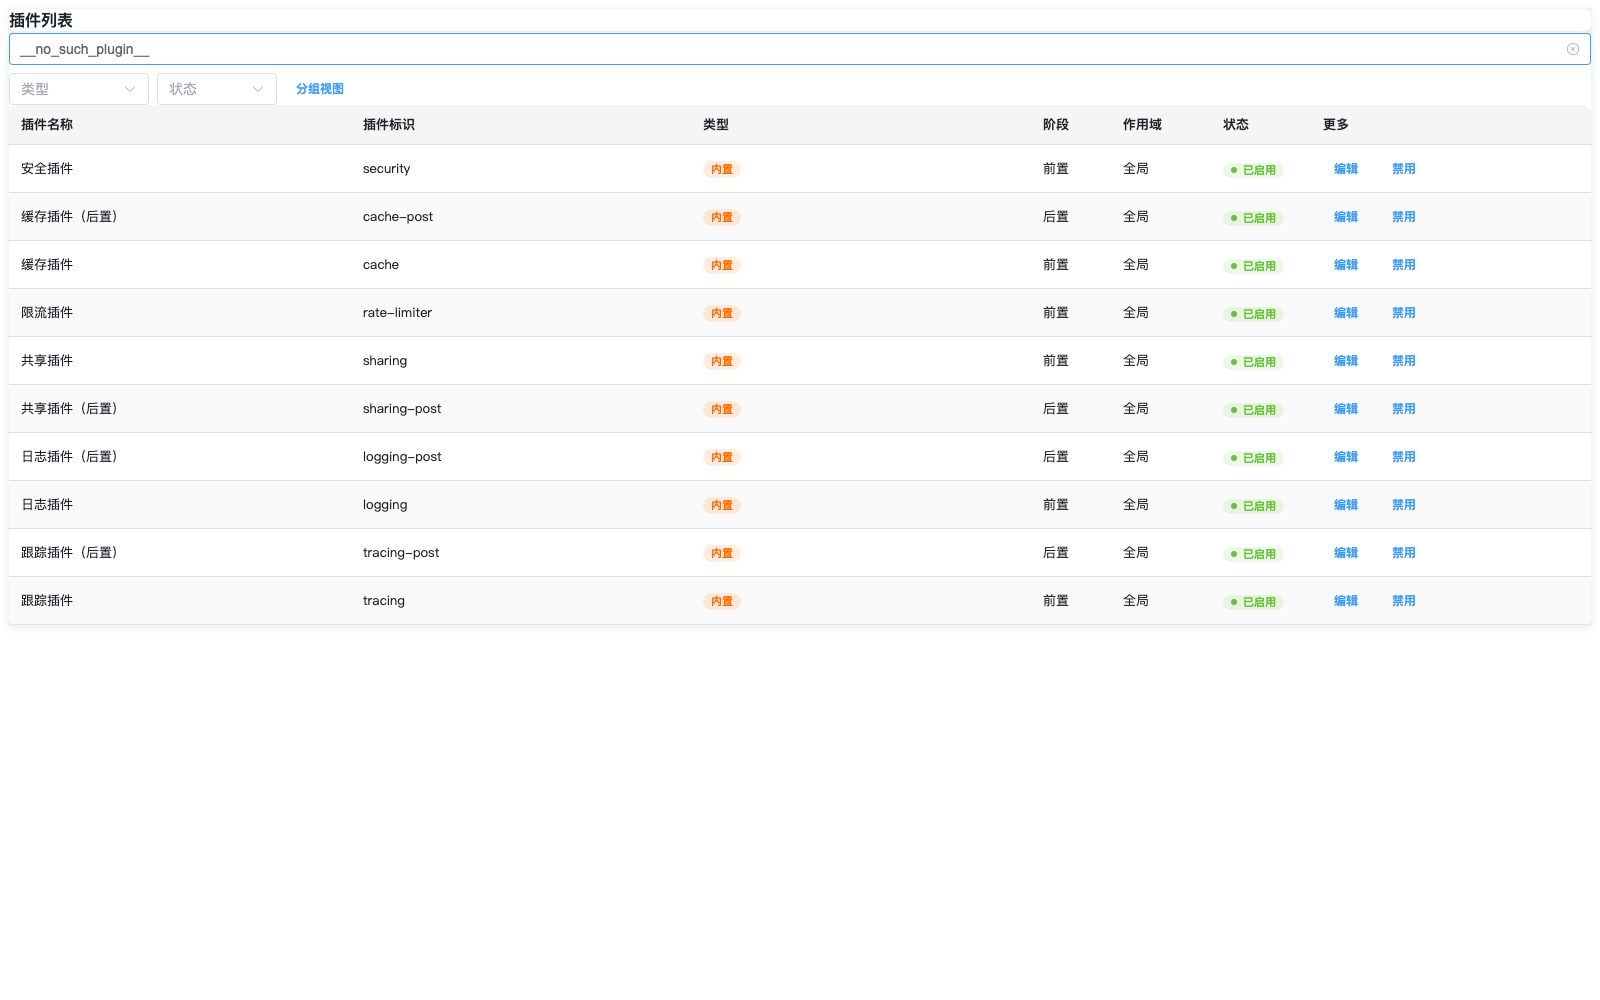 插件列表
__no_such_plugin__
类型 状态 分组视图
插件名称 插件标识 类型 阶段 作用域 状态 更多
安全插件 security 内置 前置 全局 已启用 编辑 禁用
缓存插件（后置） cache-post 内置 后置 全局 已启用 编辑 禁用
缓存插件 cache 内置 前置 全局 已启用 编辑 禁用
限流插件 rate-limiter 内置 前置 全局 已启用 编辑 禁用
共享插件 sharing 内置 前置 全局 已启用 编辑 禁用
共享插件（后置） sharing-post 内置 后置 全局 已启用 编辑 禁用
日志插件（后置） logging-post 内置 后置 全局 已启用 编辑 禁用
日志插件 logging 内置 前置 全局 已启用 编辑 禁用
跟踪插件（后置） tracing-post 内置 后置 全局 已启用 编辑 禁用
跟踪插件 tracing 内置 前置 全局 已启用 编辑 禁用